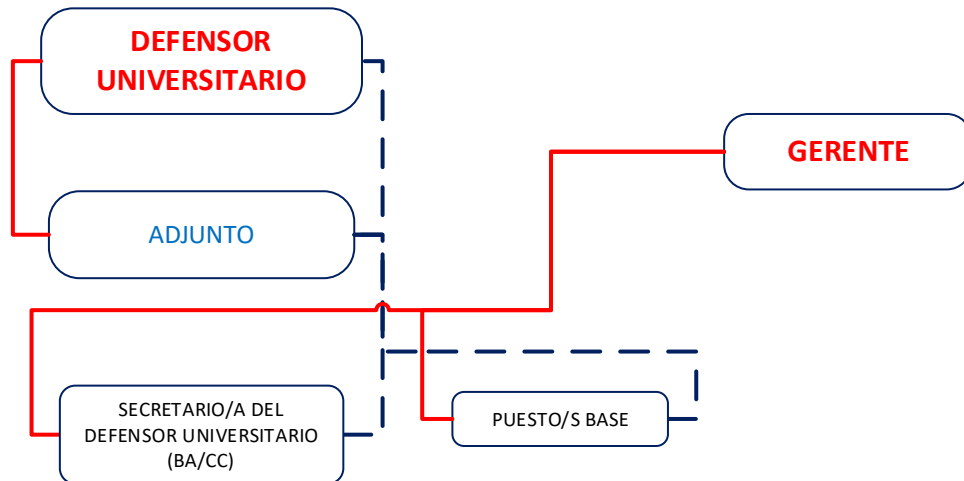 DEFENSOR
UNIVERSITARIO
GERENTE
ADJUNTO
SECRETARIO/A DEL
DEFENSOR UNIVERSITARIO
(BA/CC)
PUESTO/S BASE